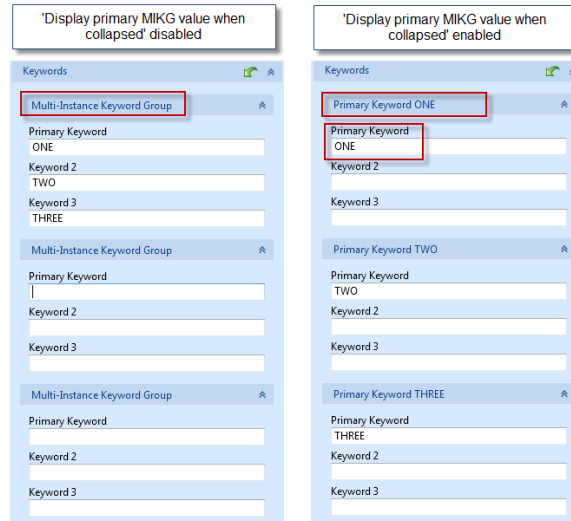 'Display primary MIKG value when
collapsed' disabled
Keywords
Multi-Instance Keyword Group
Primary Keyword
ONE
Keyword 2
TWO
Keyword 3
THREE
Multi-Instance Keyword Group
Primary Keyword
Keyword 2
Keyword 3
Multi-Instance Keyword Group
Primary Keyword
Keyword 2
Keyword 3
'Display primary MIKG value when
collapsed' enabled
Keywords
Primary Keyword ONE
Primary Keyword
ONE
Keyword 2
Keyword 3
Primary Keyword TWO
Primary Keyword
TWO
Keyword 2
Keyword 3
Primary Keyword THREE
Primary Keyword
THREE
Keyword 2
Keyword 3